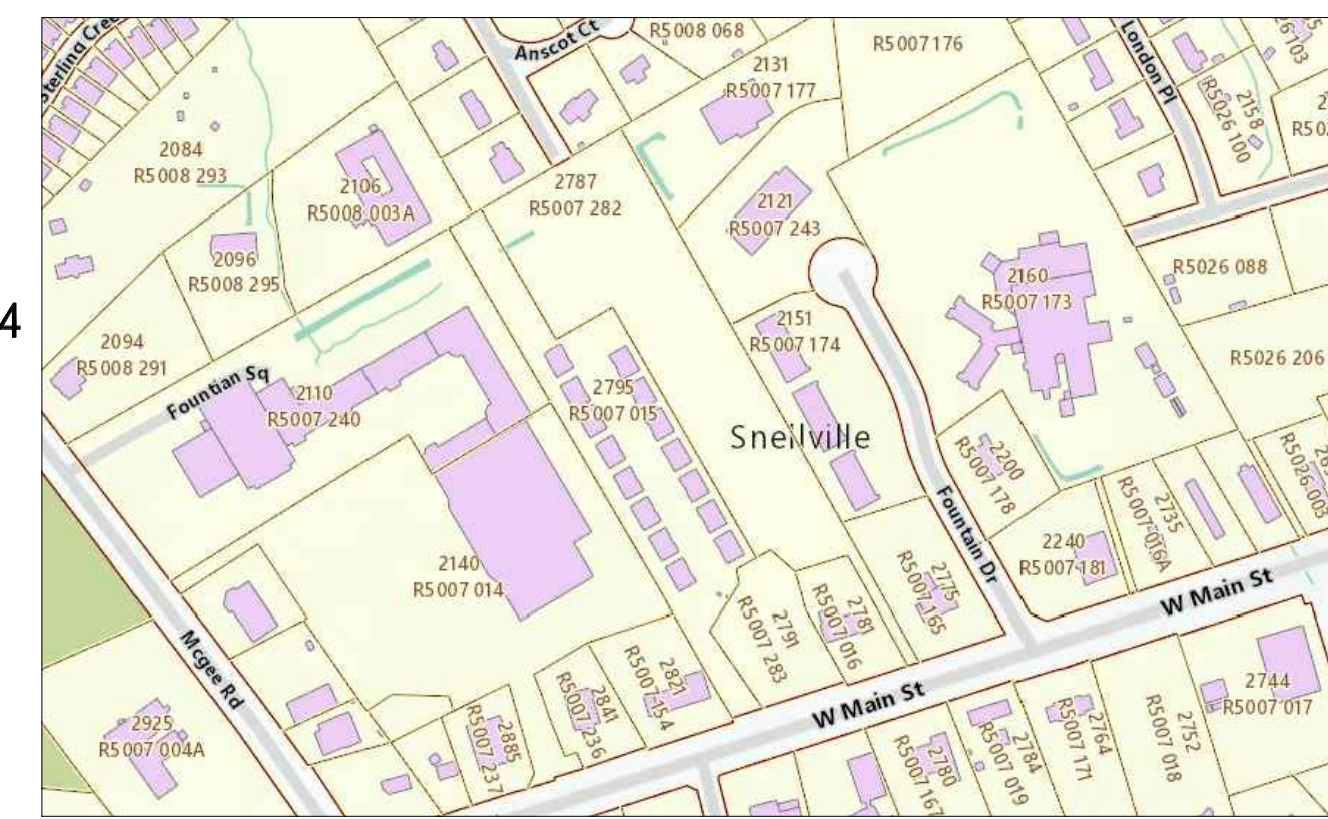 Anscot Ct
R5008 068
R5007 176
London Pl
2131
R5007 177
2158
R5026 100
2084
R5008 293
2106
R5008 003A
2787
R5007 282
2121
R5007 243
2096
R5008 295
2160
R5007 173
R5026 088
4
2094
R5008 291
2151
R5007 174
R5026 206
Fountian Sq
2110
R5007 240
2795
R5007 015
Sneilville
2200
R5007 178
2735
R5007 016A
R5026 003
Fountain Dr
2140
R5007 014
2240
R5007 181
2775
R5007 165
W Main St
2791
R5007 283
2781
R5007 016
Mcgee Rd
2821
R5007 154
2841
R5007 236
2885
R5007 237
W Main St
2925
R5007 004A
2744
R5007 017
2780
R5007 167
2784
R5007 019
2764
R5007 171
2752
R5007 018